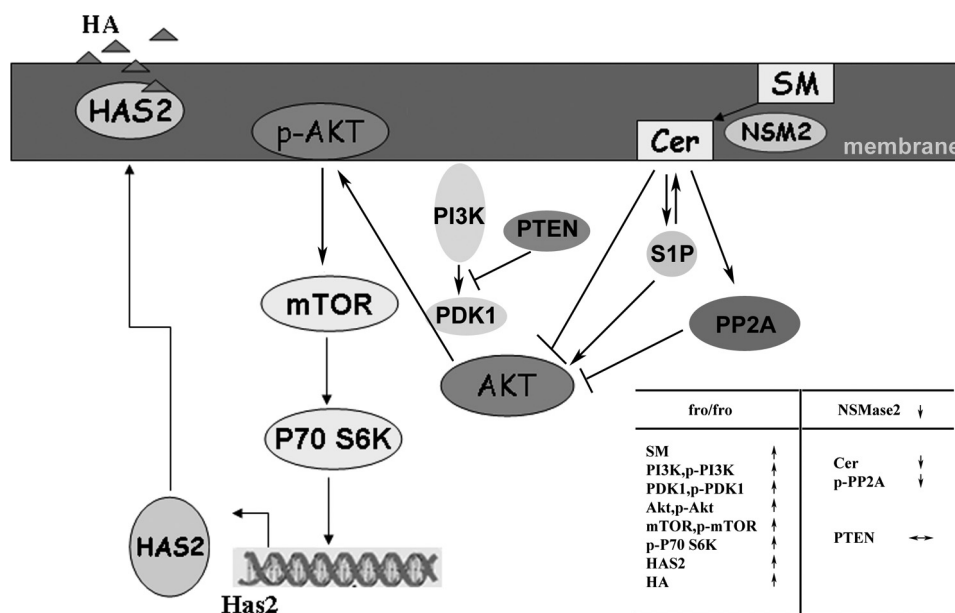 HA
SM
HAS2
p-AKT
Cer
NSM2
membrane
PI3K
PTEN
S1P
mTOR
PDK1
PP2A
AKT
P70 S6K
HAS2
Has2
fro/fro
NSMase2 ↓
SM ↑
PI3K,p-PI3K ↑
PDK1,p-PDK1 ↑
Akt,p-Akt ↑
mTOR,p-mTOR ↑
p-P70 S6K ↑
HAS2 ↑
HA ↑
Cer ↓
p-PP2A ↓
PTEN ↔